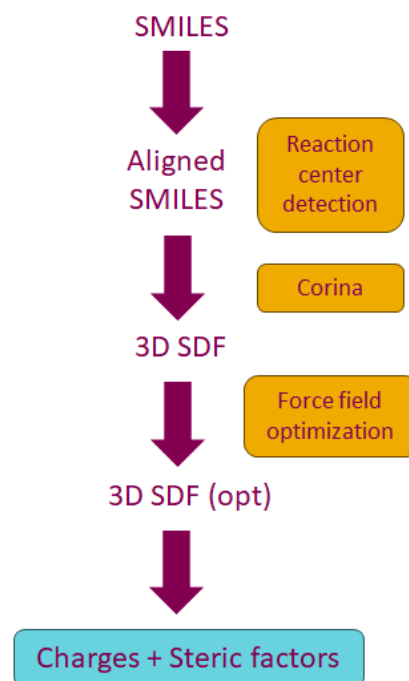 SMILES
Reaction
center
detection
Aligned
SMILES
Corina
3D SDF
Force field
optimization
3D SDF (opt)
Charges + Steric factors